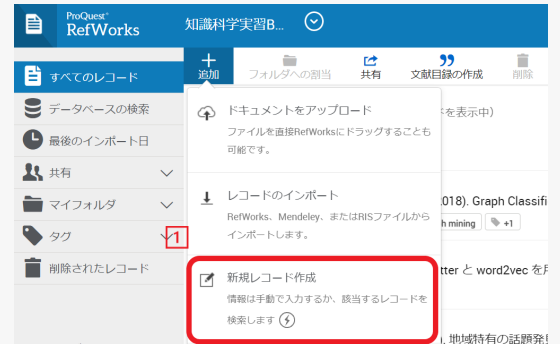 ProQuest®
RefWorks
知識科学実習B...
すべてのレコード
データベースの検索
最後のインポート日
共有
マイフォルダ
タグ
削除されたレコード
追加
フォルダへの割当
共有
文献目録の作成
削除
ドキュメントをアップロード
ファイルを直接RefWorksにドラッグすることも
可能です。
レコードのインポート
RefWorks、Mendeley、またはRISファイルから
インポートします。
1
新規レコード作成
情報は手動で入力するか、該当するレコードを
検索します
を表示中)
2018). Graph Classifi
h mining
+1
tter と word2vec を用
地域特有の話題発見